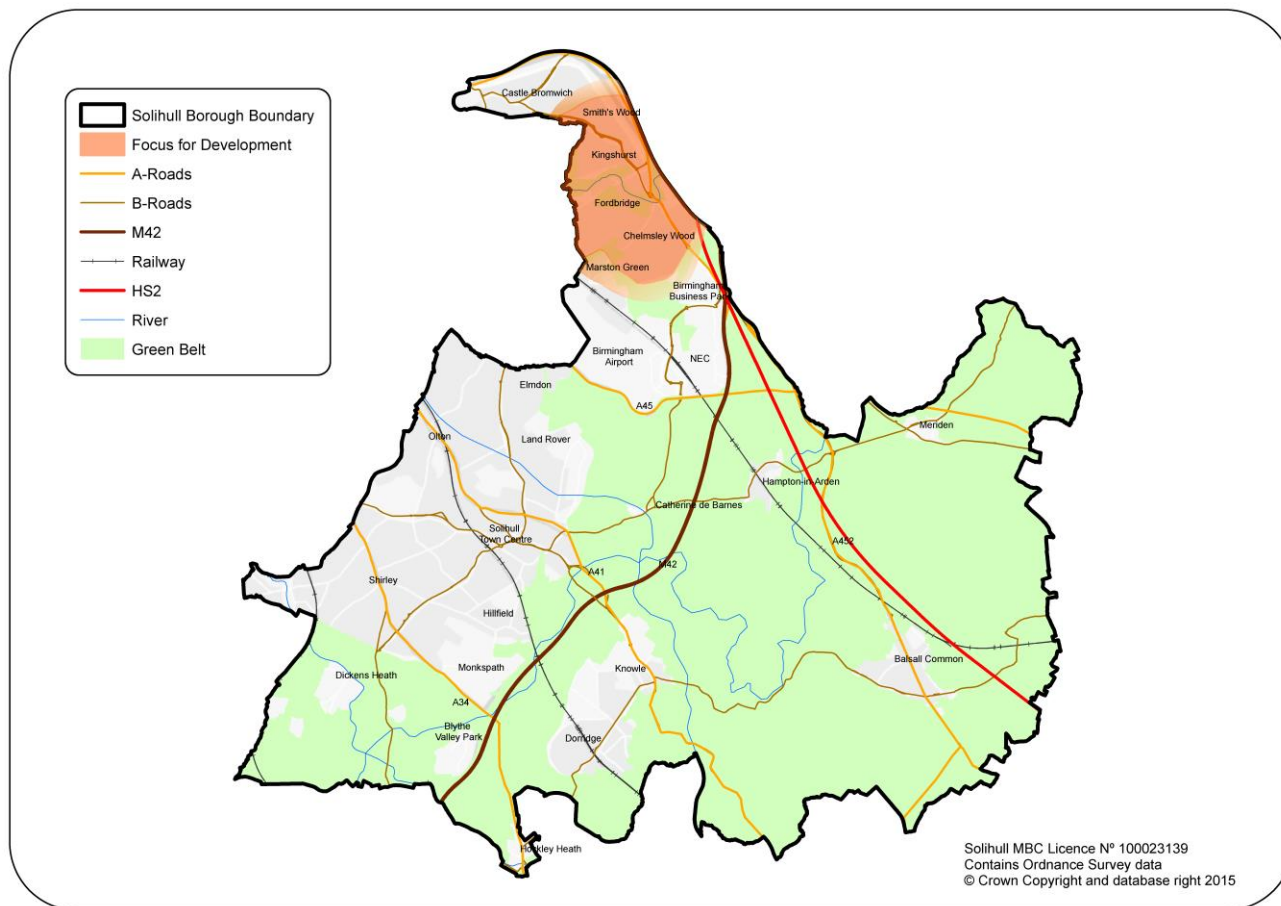 Solihull Borough Boundary
Focus for Development
A-Roads
B-Roads
M42
Railway
HS2
River
Green Belt
Castle Bromwich
Smith's Wood
Kingshurst
Fordbridge
Chelmsley Wood
Marston Green
Birmingham
Business Par
Birmingham
Airport
NEC
Elmdon
A45
Meriden
Olton
Land Rover
Hampton-in-Arden
Catherine de Barnes
Solihull
Town Centre
A452
A41
M42
Shirley
Hillfield
Balsall Common
Monkspath
Knowle
Dickens Heath
A34
Blythe
Valley Park
Dorridge
Hockley Heath
Solihull MBC Licence Nº 100023139
Contains Ordnance Survey data
© Crown Copyright and database right 2015